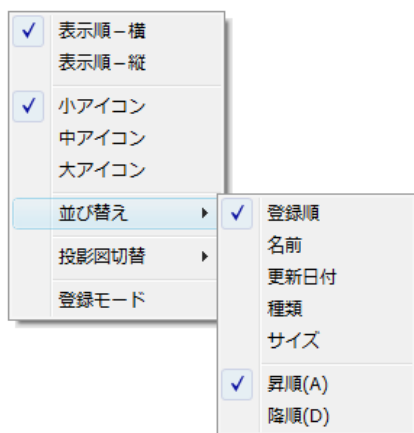 表示順－横
表示順－縦
小アイコン
中アイコン
大アイコン
並び替え
投影図切替
登録モード
登録順
名前
更新日付
種類
サイズ
昇順(A)
降順(D)